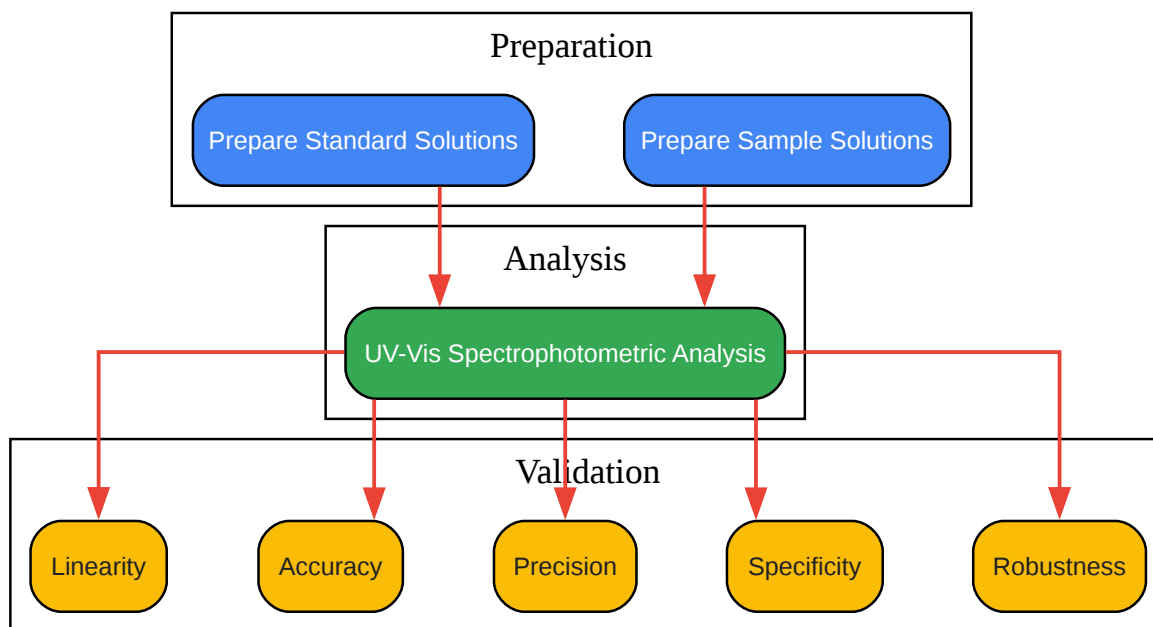 Preparation
Prepare Standard Solutions
Prepare Sample Solutions
Analysis
UV-Vis Spectrophotometric Analysis
Validation
Linearity
Accuracy
Precision
Specificity
Robustness